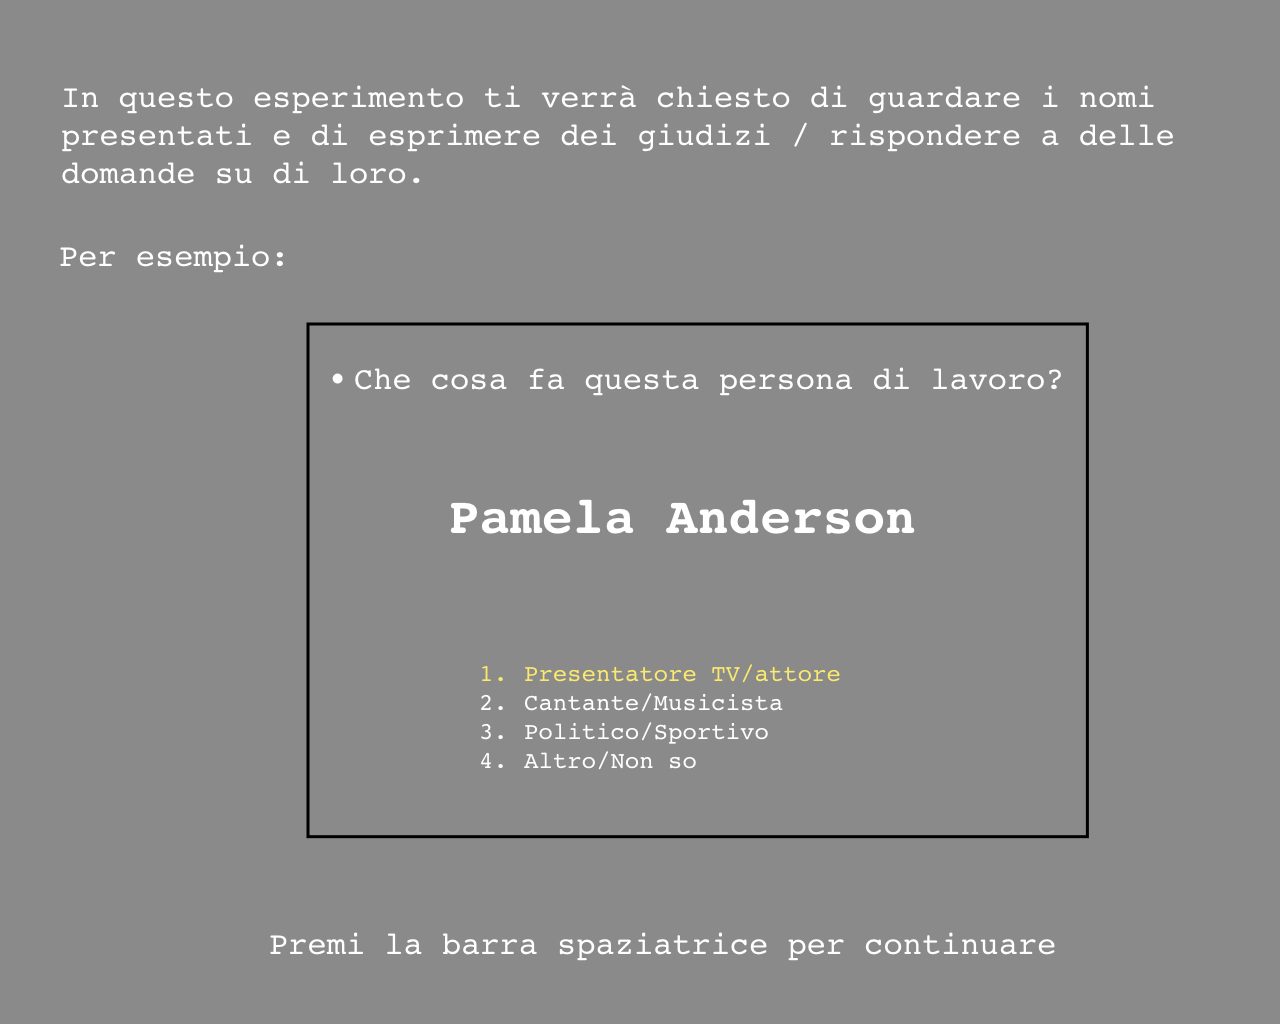 In questo esperimento ti verrà chiesto di guardare i nomi
presentati e di esprimere dei giudizi / rispondere a delle
domande su di loro.
Per esempio:
• Che cosa fa questa persona di lavoro?
Pamela Anderson
1. Presentatore TV/attore
2. Cantante/Musicista
3. Politico/Sportivo
4. Altro/Non so
Premi la barra spaziatrice per continuare